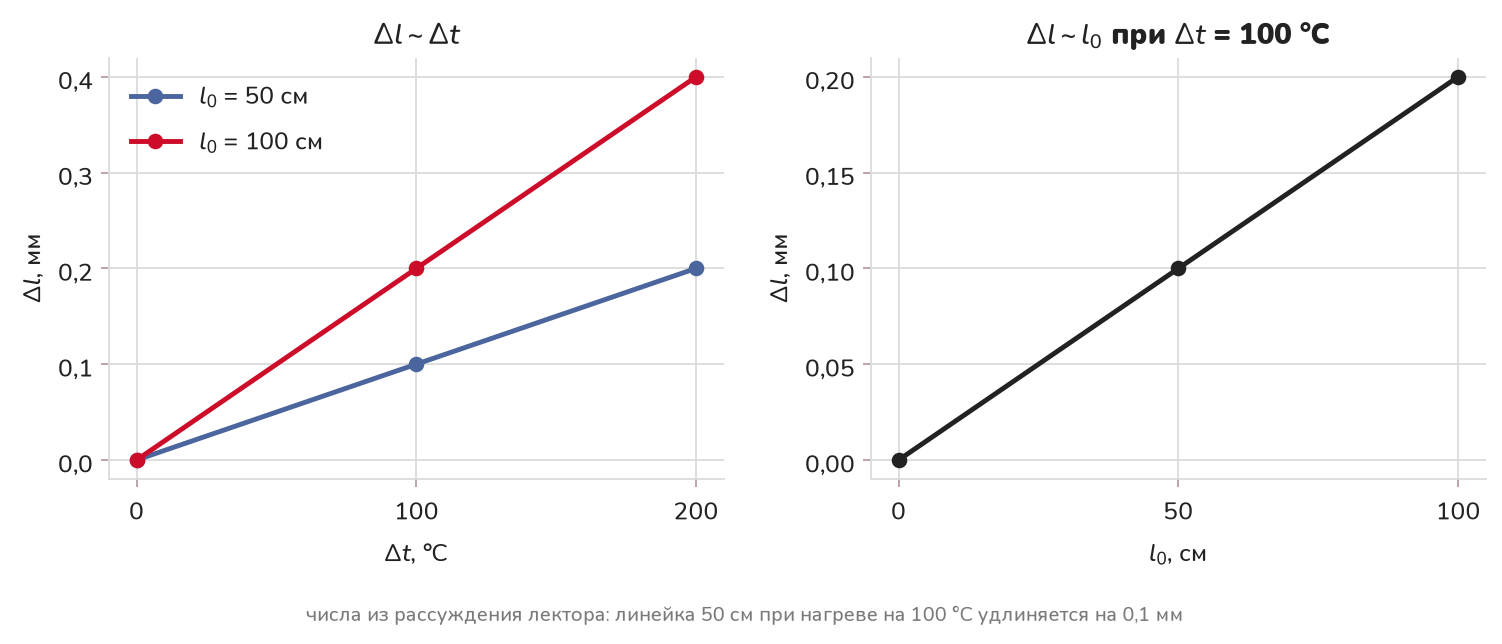 Δl ~ Δt
0,4
0,3
0,2
0,1
0,0
Δl, мм
l₀ = 50 см
l₀ = 100 см
0 100 200
Δt, °C
Δl ~ l₀ при Δt = 100 °C
0,20
0,15
0,10
0,05
0,00
Δl, мм
0 50 100
l₀, см
числа из рассуждения лектора: линейка 50 см при нагреве на 100 °C удлиняется на 0,1 мм